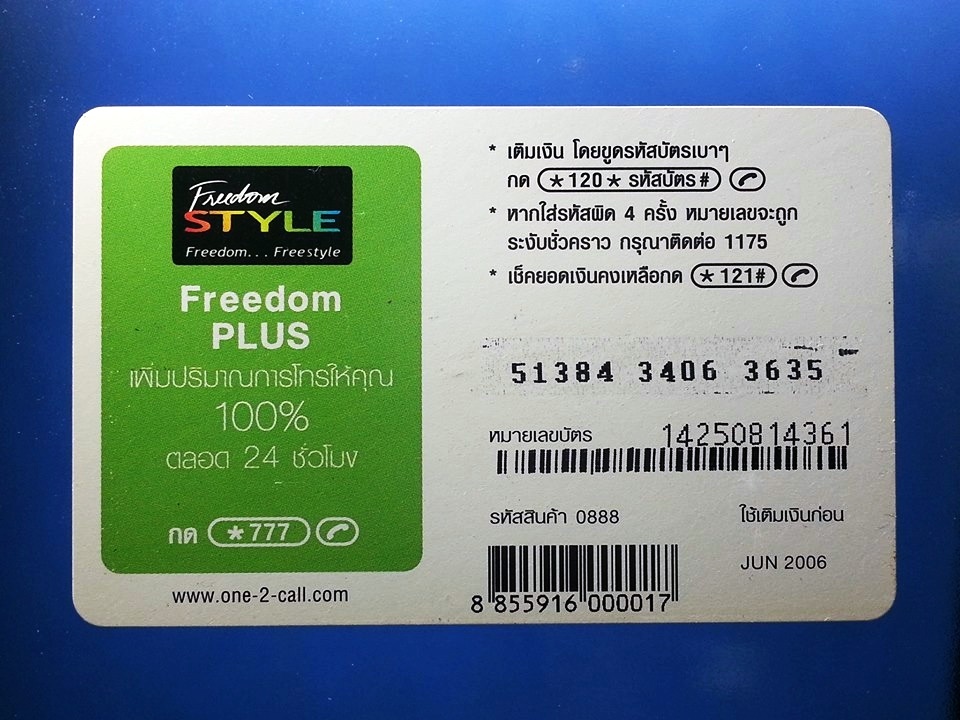 Freedom
STYLE
Freedom... Freestyle
Freedom
PLUS
เพิ่มปริมาณการโทรให้คุณ
100%
ตลอด 24 ชั่วโมง
กด *777
www.one-2-call.com
* เติมเงิน โดยขูดรหัสบัตรเบาๆ
กด *120* รหัสบัตร#
* หากใส่รหัสผิด 4 ครั้ง หมายเลขจะถูก
ระงับชั่วคราว กรุณาติดต่อ 1175
* เช็คยอดเงินคงเหลือกด *121#
51384 3406 3635
หมายเลขบัตร 14250814361
รหัสสินค้า 0888 ใช้เติมเงินก่อน
JUN 2006
8 855916 000017